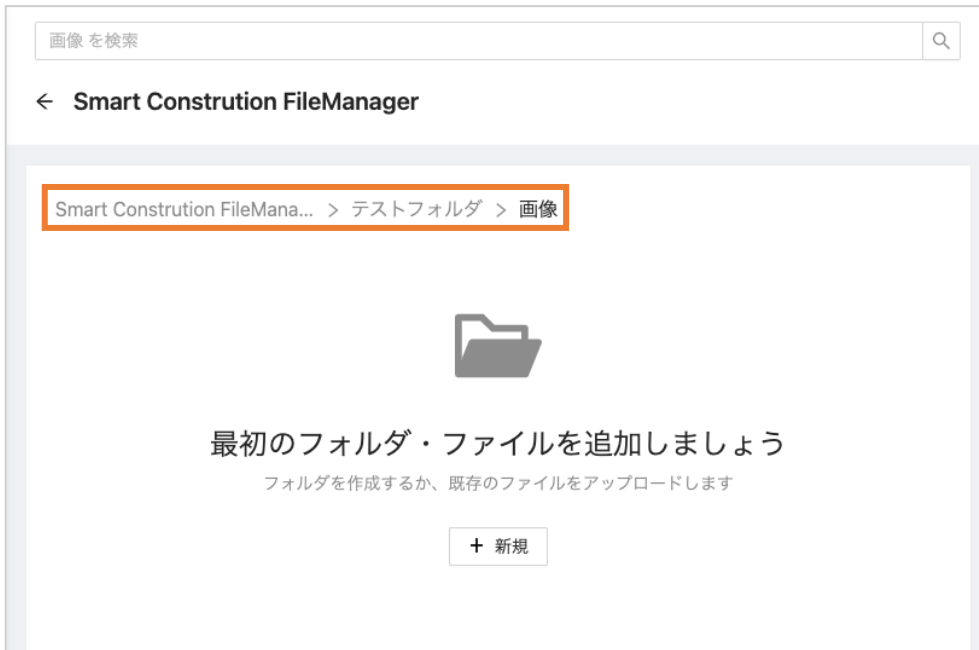 画像 を検索
← Smart Constrution FileManager
Smart Constrution FileMana... > テストフォルダ > 画像
最初のフォルダ・ファイルを追加しましょう
フォルダを作成するか、既存のファイルをアップロードします
+ 新規